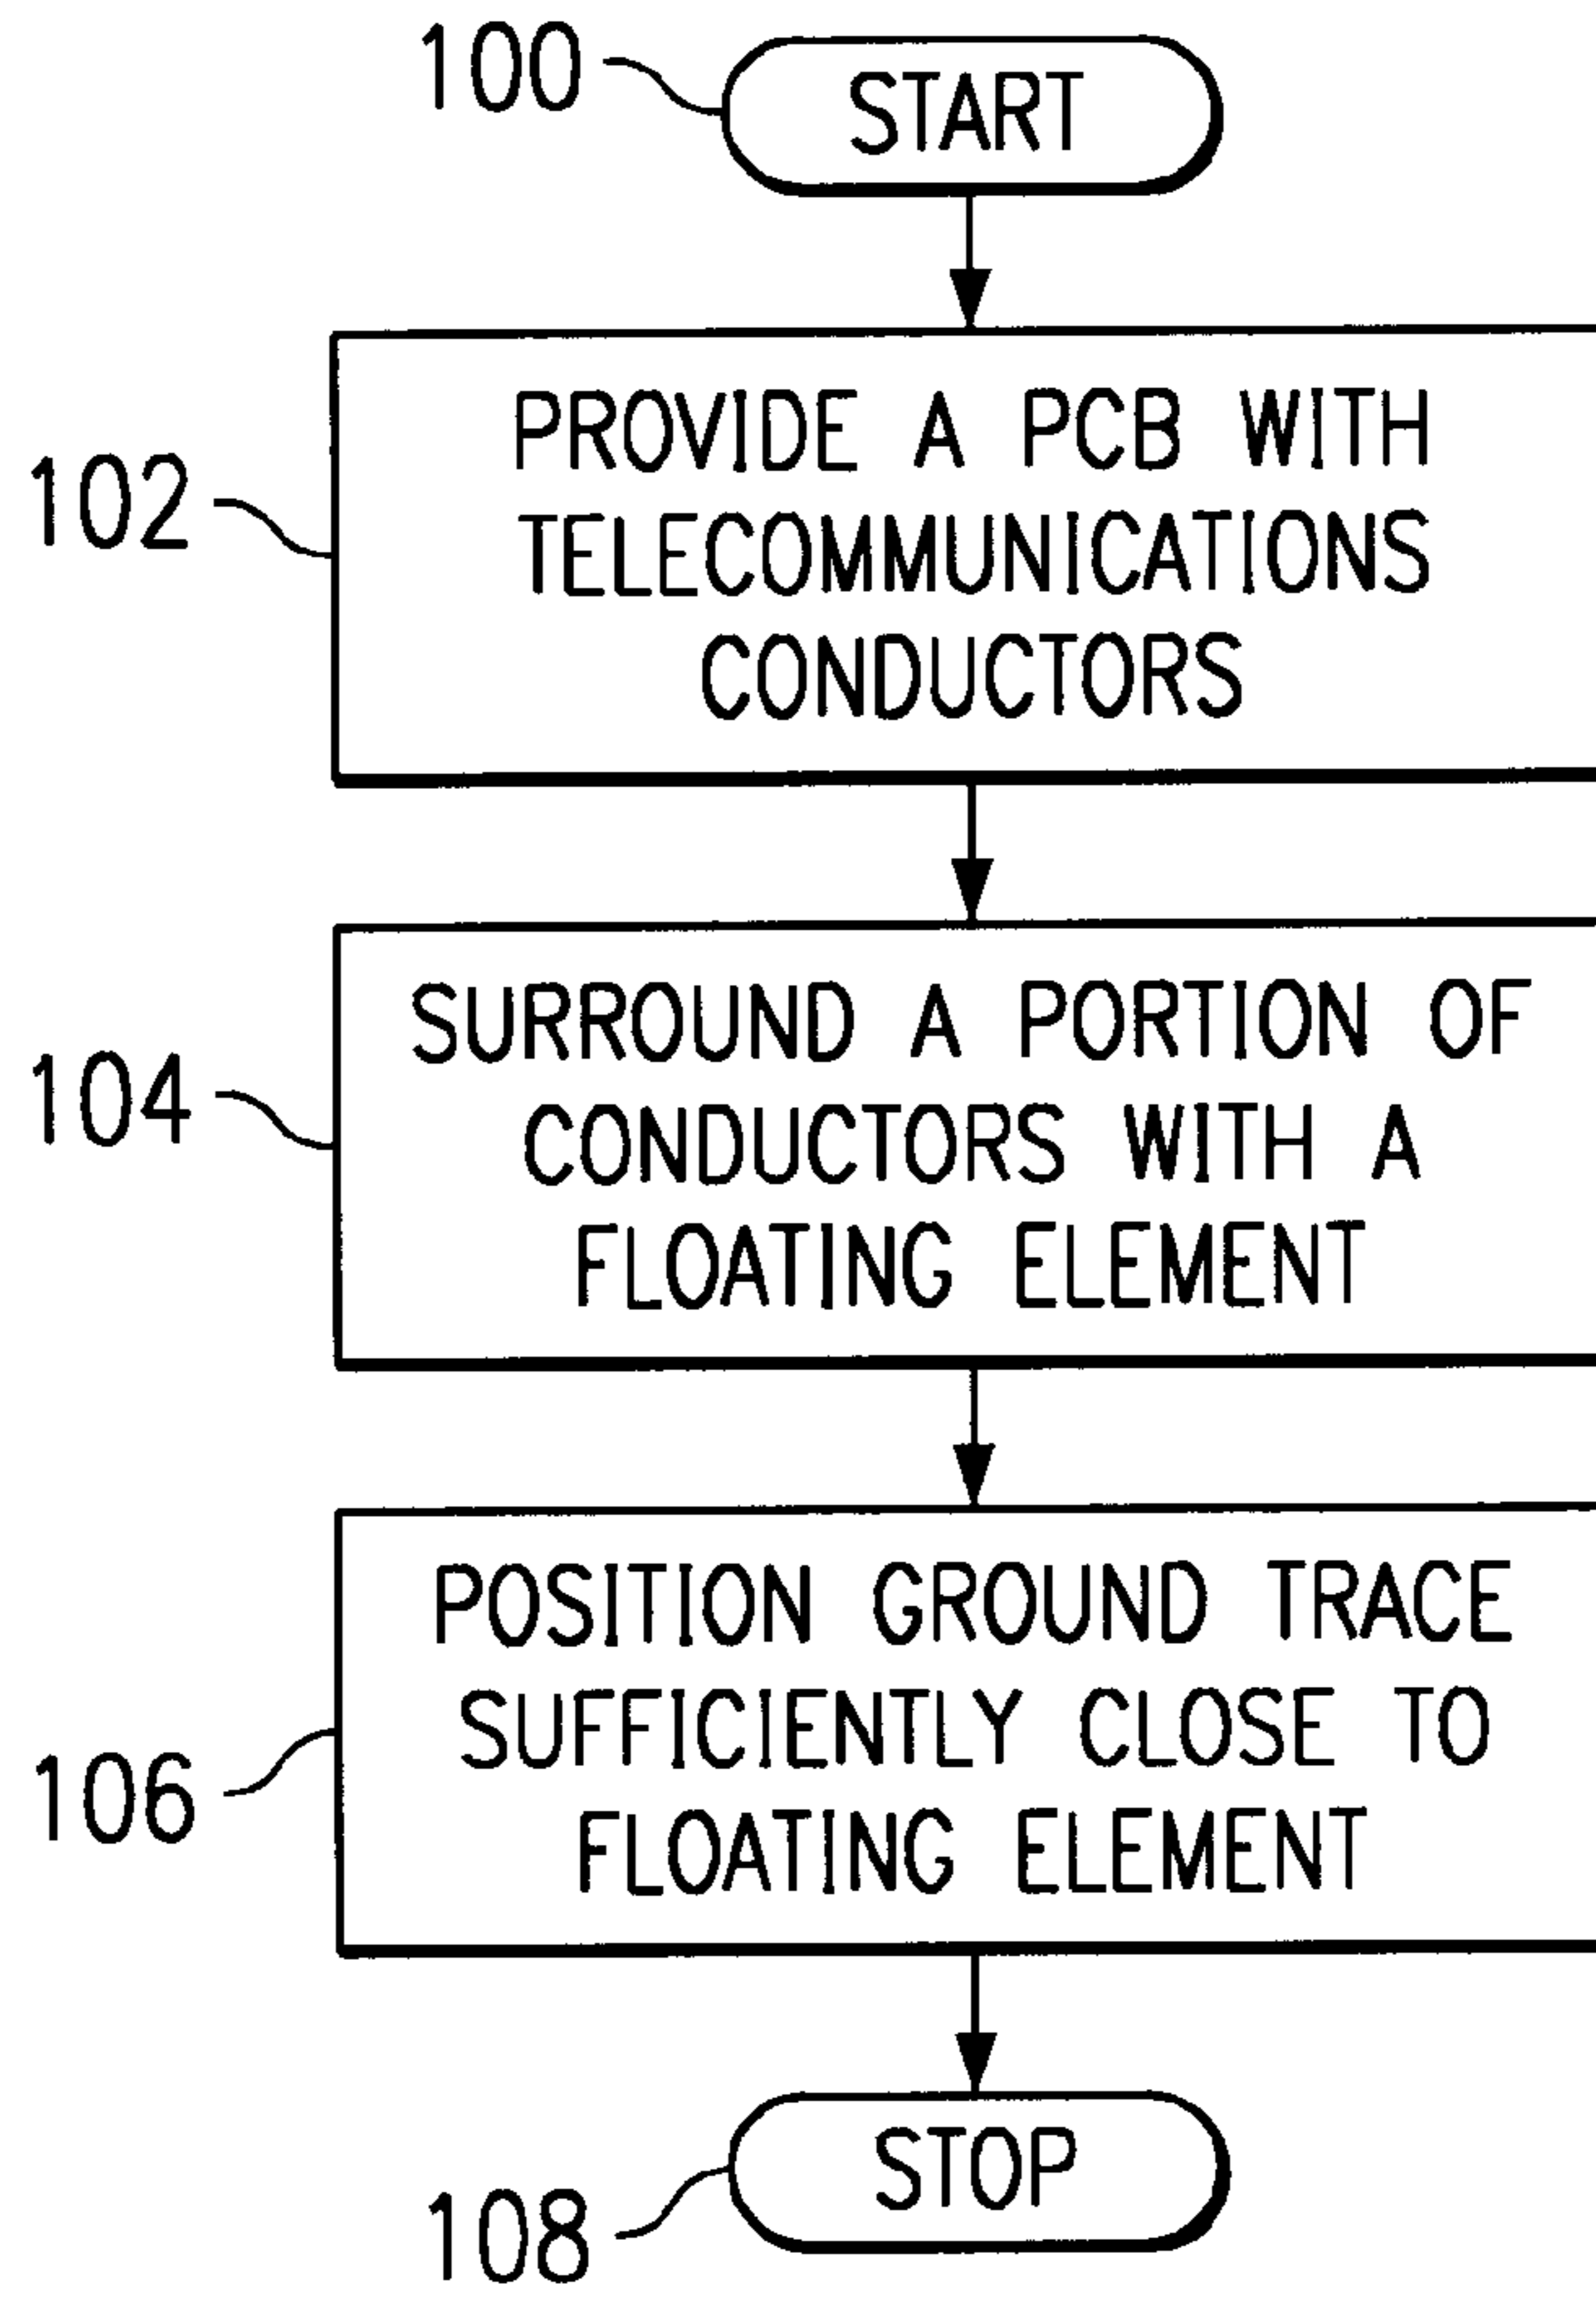 100
START
102
PROVIDE A PCB WITH
TELECOMMUNICATIONS
CONDUCTORS
104
SURROUND A PORTION OF
CONDUCTORS WITH A
FLOATING ELEMENT
106
POSITION GROUND TRACE
SUFFICIENTLY CLOSE TO
FLOATING ELEMENT
108
STOP